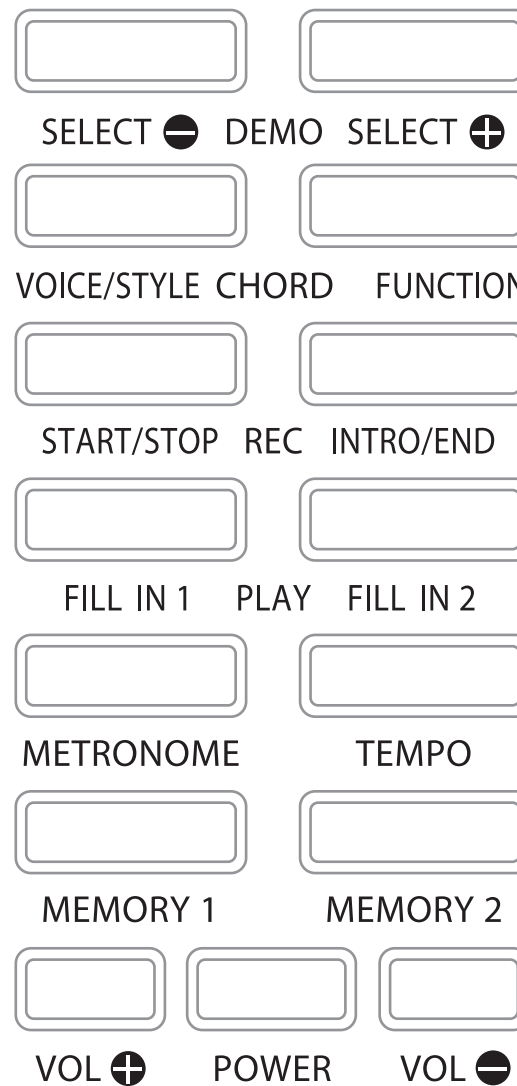 SELECT ➖ DEMO SELECT ➕
VOICE/STYLE CHORD FUNCTION
START/STOP REC INTRO/END
FILL IN 1 PLAY FILL IN 2
METRONOME TEMPO
MEMORY 1 MEMORY 2
VOL ➕ POWER VOL ➖